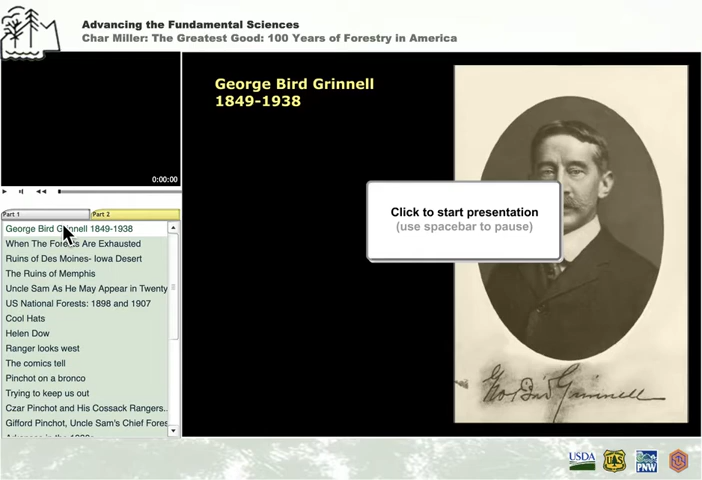 Advancing the Fundamental Sciences
Char Miller: The Greatest Good: 100 Years of Forestry in America
George Bird Grinnell
1849-1938
0:00:00
Part 1
Part 2
George Bird Grinnell 1849-1938
When The Forests Are Exhausted
Ruins of Des Moines- Iowa Desert
The Ruins of Memphis
Uncle Sam As He May Appear in Twenty
US National Forests: 1898 and 1907
Cool Hats
Helen Dow
Ranger looks west
The comics tell
Pinchot on a bronco
Trying to keep us out
Czar Pinchot and His Cossack Rangers..
Gifford Pinchot, Uncle Sam's Chief Fores
Click to start presentation
(use spacebar to pause)
Geo Bird Grinnell
USDA
US
PNW